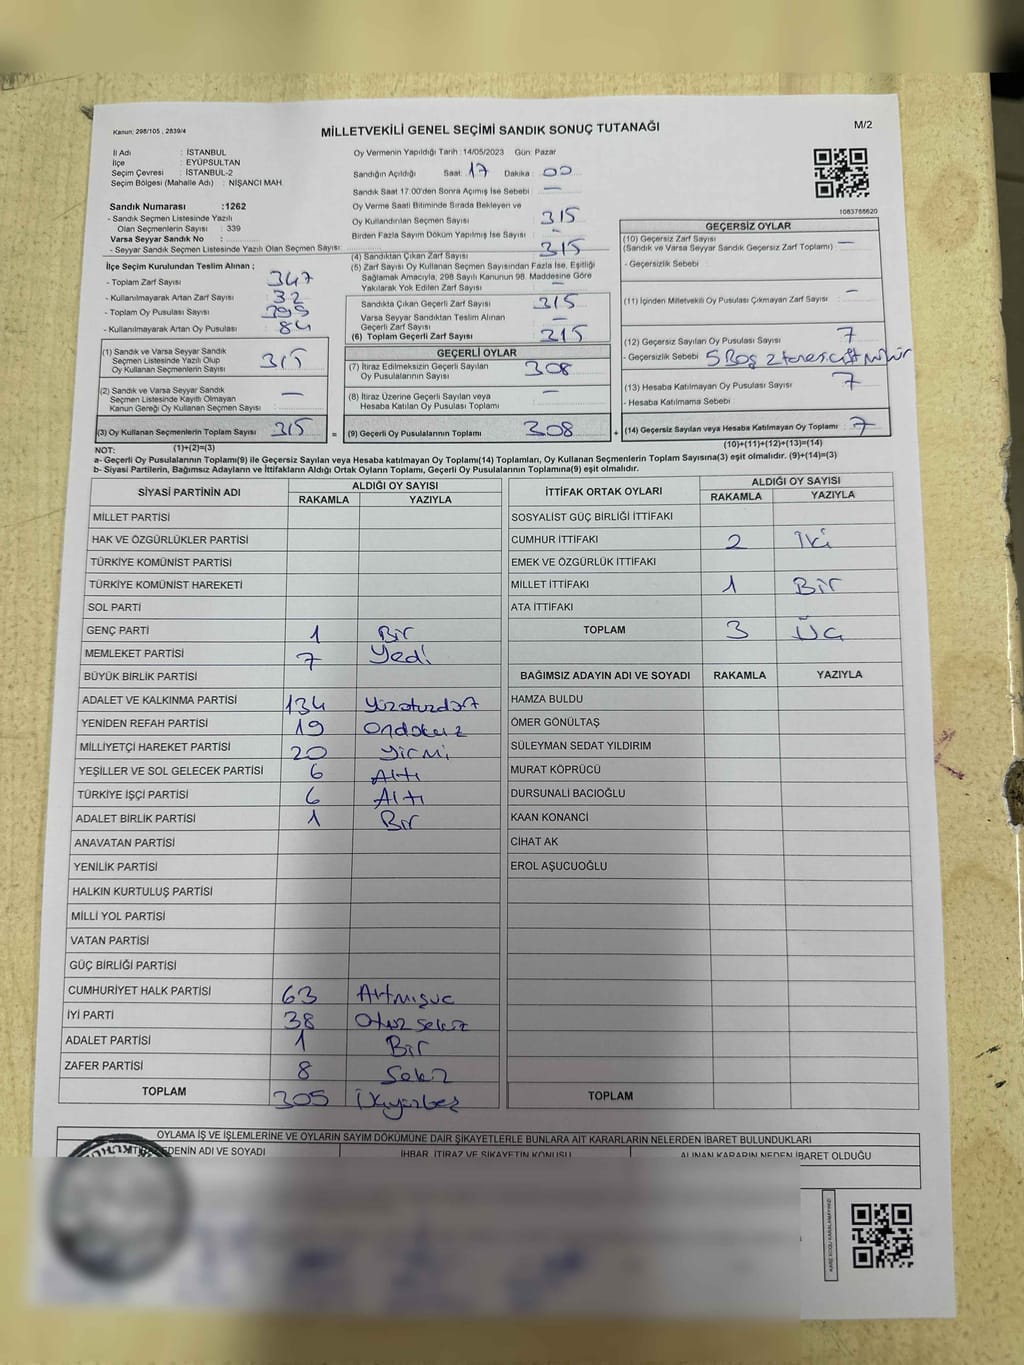 Kanun: 298/105 , 2839/4
MİLLETVEKİLİ GENEL SEÇİMİ SANDIK SONUÇ TUTANAĞI
M/2
İl Adı : İSTANBUL
İlçe : EYÜPSULTAN
Seçim Çevresi : İSTANBUL-2
Seçim Bölgesi (Mahalle Adı) : NİŞANCI MAH.
Sandık Numarası :1262
- Sandık Seçmen Listesinde Yazılı
Olan Seçmenlerin Sayısı : 339
Varsa Seyyar Sandık No :
- Seyyar Sandık Seçmen Listesinde Yazılı Olan Seçmen Sayısı:
Oy Vermenin Yapıldığı Tarih :14/05/2023 Gün: Pazar
Sandığın Açıldığı Saat: 17 Dakika : 00
Sandık Saat 17:00'den Sonra Açımış İse Sebebi : —
Oy Verme Saati Bitiminde Sırada Bekleyen ve
Oy Kullandırılan Seçmen Sayısı : 315
Birden Fazla Sayım Döküm Yapılmış İse Sayısı : —
(4) Sandıktan Çıkan Zarf Sayısı : 315
(5) Zarf Sayısı Oy Kullanan Seçmen Sayısından Fazla İse, Eşitliği
Sağlamak Amacıyla, 298 Sayılı Kanunun 98. Maddesine Göre
Yakılarak Yok Edilen Zarf Sayısı : —
1083788620
İlçe Seçim Kurulundan Teslim Alınan ;
- Toplam Zarf Sayısı : 347
- Kullanılmayarak Artan Zarf Sayısı : 32
- Toplam Oy Pusulası Sayısı :
- Kullanılmayarak Artan Oy Pusulası : 84
Sandıkta Çıkan Geçerli Zarf Sayısı : 315
Varsa Seyyar Sandıktan Teslim Alınan
Geçerli Zarf Sayısı : —
(6) Toplam Geçerli Zarf Sayısı : 315
(1) Sandık ve Varsa Seyyar Sandık
Seçmen Listesinde Yazılı Olup
Oy Kullanan Seçmenlerin Sayısı : 315
(2) Sandık ve Varsa Seyyar Sandık
Seçmen Listesinde Kayıtlı Olmayan
Kanun Gereği Oy Kullanan Seçmen Sayısı : —
(3) Oy Kullanan Seçmenlerin Toplam Sayısı : 315
(1)+(2)=(3)
GEÇERLİ OYLAR
(7) İtiraz Edilmeksizin Geçerli Sayılan
Oy Pusulalarının Sayısı : 308
(8) İtiraz Üzerine Geçerli Sayılan veya
Hesaba Katılan Oy Pusulaları Toplamı : —
= (9) Geçerli Oy Pusulalarının Toplamı : 308
GEÇERSİZ OYLAR
(10) Geçersiz Zarf Sayısı
(Sandık ve Varsa Seyyar Sandık Geçersiz Zarf Toplamı) : —
- Geçersizlik Sebebi :
(11) İçinden Milletvekili Oy Pusulası Çıkmayan Zarf Sayısı : —
(12) Geçersiz Sayılan Oy Pusulası Sayısı : 7
- Geçersizlik Sebebi : 5 Boş 2 tanesi çift mühür
(13) Hesaba Katılmayan Oy Pusulası Sayısı : 7
- Hesaba Katılmama Sebebi :
+ (14) Geçersiz Sayılan veya Hesaba Katılmayan Oy Toplamı : 7
(10)+(11)+(12)+(13)=(14)
NOT:
a- Geçerli Oy Pusulalarının Toplamı(9) ile Geçersiz Sayılan veya Hesaba Katılmayan Oy Toplamı(14) Toplamları, Oy Kullanan Seçmenlerin Toplam Sayısına(3) eşit olmalıdır. (9)+(14)=(3)
b- Siyasi Partilerin, Bağımsız Adayların ve İttifakların Aldığı Ortak Oyların Toplamı, Geçerli Oy Pusulalarının Toplamına(9) eşit olmalıdır.
SİYASİ PARTİNİN ADI ALDIĞI OY SAYISI
RAKAMLA YAZIYLA
MİLLET PARTİSİ
HAK VE ÖZGÜRLÜKLER PARTİSİ
TÜRKİYE KOMÜNİST PARTİSİ
TÜRKİYE KOMÜNİST HAREKETİ
SOL PARTİ
GENÇ PARTİ 1 Bir
MEMLEKET PARTİSİ 7 Yedi
BÜYÜK BİRLİK PARTİSİ
ADALET VE KALKINMA PARTİSİ 134 Yüzotuzdört
YENİDEN REFAH PARTİSİ 19 Ondokuz
MİLLİYETÇİ HAREKET PARTİSİ 20 Yirmi
YEŞİLLER VE SOL GELECEK PARTİSİ 6 Altı
TÜRKİYE İŞÇİ PARTİSİ 6 Altı
ADALET BİRLİK PARTİSİ 1 Bir
ANAVATAN PARTİSİ
YENİLİK PARTİSİ
HALKIN KURTULUŞ PARTİSİ
MİLLİ YOL PARTİSİ
VATAN PARTİSİ
GÜÇ BİRLİĞİ PARTİSİ
CUMHURİYET HALK PARTİSİ 63 Atmışuc
İYİ PARTİ 38 Otuz sekiz
ADALET PARTİSİ 1 Bir
ZAFER PARTİSİ 8 Sekiz
TOPLAM 305
İTTİFAK ORTAK OYLARI ALDIĞI OY SAYISI
RAKAMLA YAZIYLA
SOSYALİST GÜÇ BİRLİĞİ İTTİFAKI
CUMHUR İTTİFAKI 2 İki
EMEK VE ÖZGÜRLÜK İTTİFAKI
MİLLET İTTİFAKI 1 Bir
ATA İTTİFAKI
TOPLAM 3 Üç
BAĞIMSIZ ADAYIN ADI VE SOYADI RAKAMLA YAZIYLA
HAMZA BULDU
ÖMER GÖNÜLTAŞ
SÜLEYMAN SEDAT YILDIRIM
MURAT KÖPRÜCÜ
DURSUNALİ BACIOĞLU
KAAN KONANCİ
CİHAT AK
EROL AŞUCUOĞLU
TOPLAM
OYLAMA İŞ VE İŞLEMLERİNE VE OYLARIN SAYIM DÖKÜMÜNE DAİR ŞİKAYETLERLE BUNLARA AİT KARARLARIN NELERDEN İBARET BULUNDUKLARI
EDENİN ADI VE SOYADI İHBAR, İTİRAZ VE ŞİKAYETİN KONUSU ALINAN KARARIN NEDEN İBARET OLDUĞU
KARE KODU KARALAMAYINIZ!